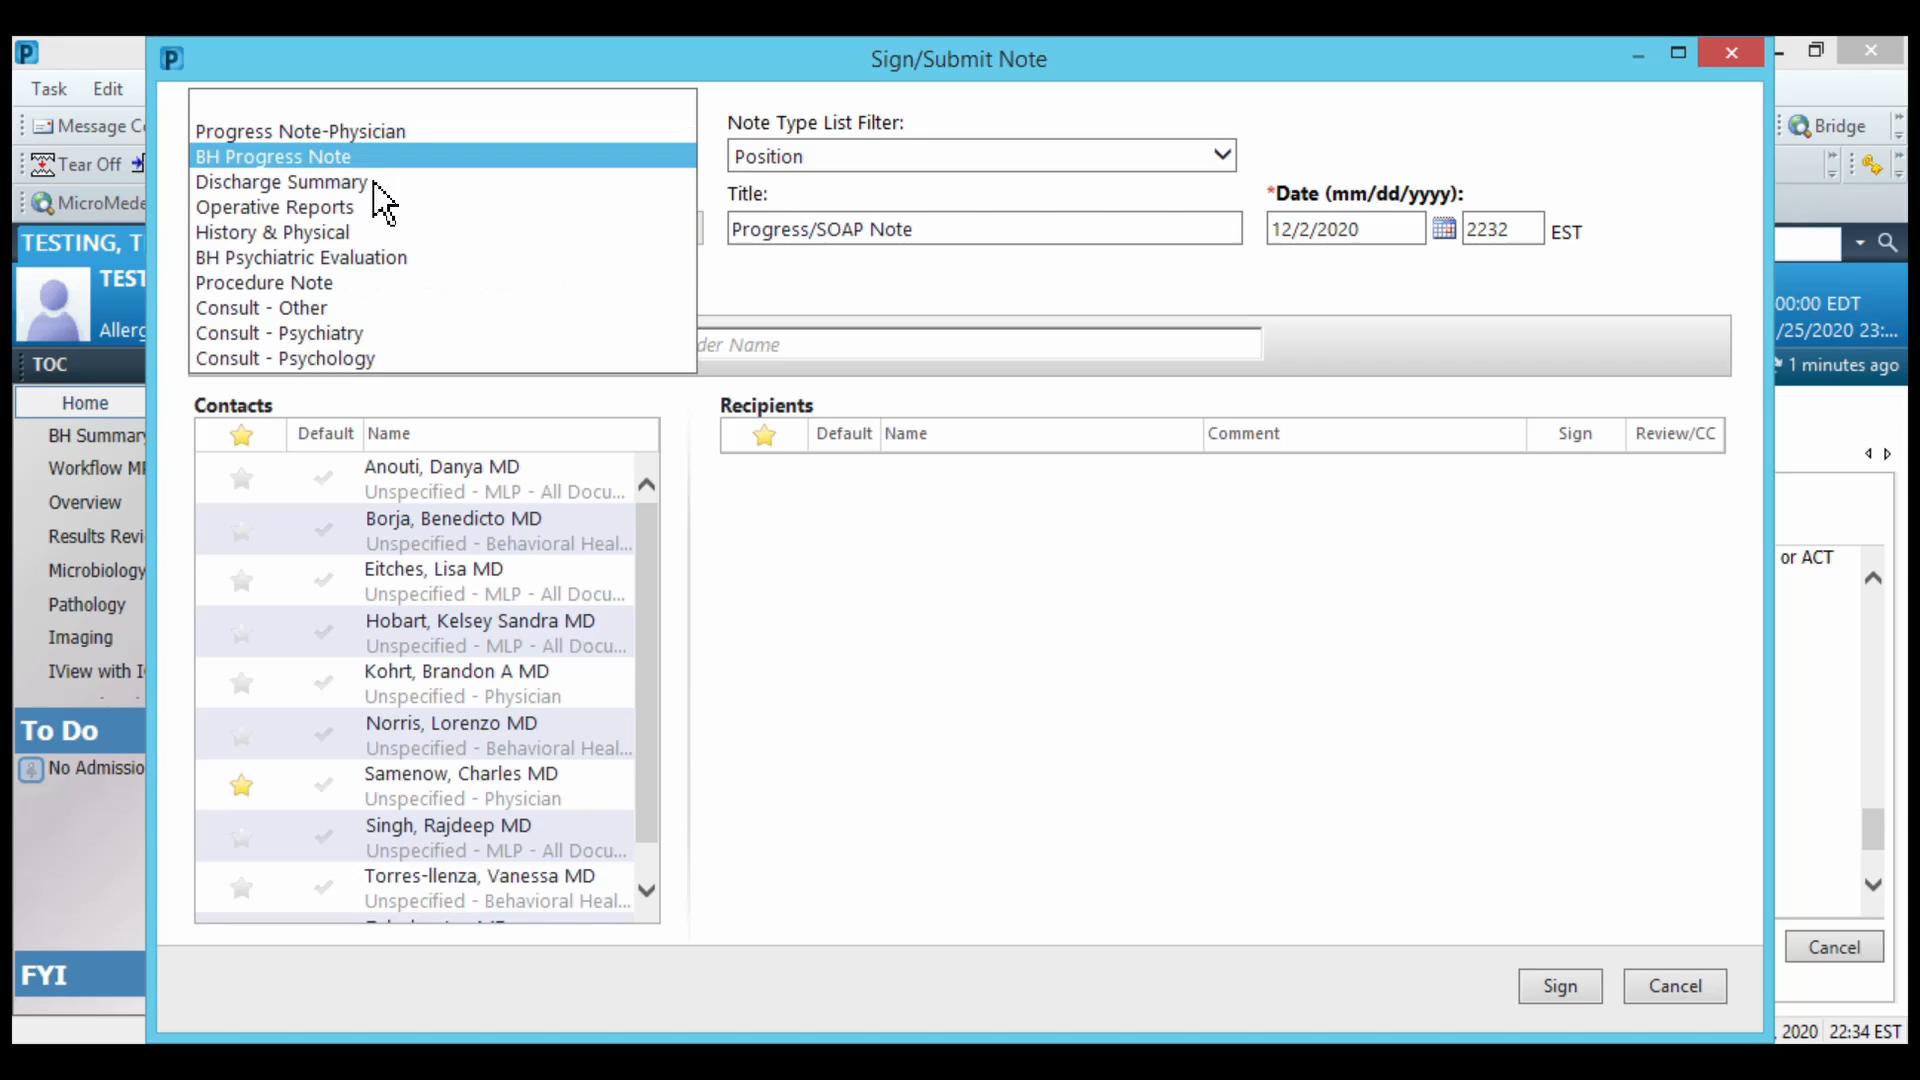 Sign/Submit Note
Task Edit
Message Co
Tear Off
MicroMede
Bridge
TESTING, T
TEST
Allerg
00:00 EDT
/25/2020 23:...
1 minutes ago
TOC
Home
BH Summary
Workflow MP
Overview
Results Revi
Microbiology
Pathology
Imaging
IView with I
To Do
No Admissio
FYI
Progress Note-Physician
BH Progress Note
Discharge Summary
Operative Reports
History & Physical
BH Psychiatric Evaluation
Procedure Note
Consult - Other
Consult - Psychiatry
Consult - Psychology
Note Type List Filter:
Position
Title:
Progress/SOAP Note
*Date (mm/dd/yyyy):
12/2/2020 2232 EST
der Name
Contacts
Default Name
Anouti, Danya MD
Unspecified - MLP - All Docu...
Borja, Benedicto MD
Unspecified - Behavioral Heal...
Eitches, Lisa MD
Unspecified - MLP - All Docu...
Hobart, Kelsey Sandra MD
Unspecified - MLP - All Docu...
Kohrt, Brandon A MD
Unspecified - Physician
Norris, Lorenzo MD
Unspecified - Behavioral Heal...
Samenow, Charles MD
Unspecified - Physician
Singh, Rajdeep MD
Unspecified - MLP - All Docu...
Torres-llenza, Vanessa MD
Unspecified - Behavioral Heal...
Recipients
Default Name Comment Sign Review/CC
or ACT
Cancel
Sign Cancel
2020 22:34 EST